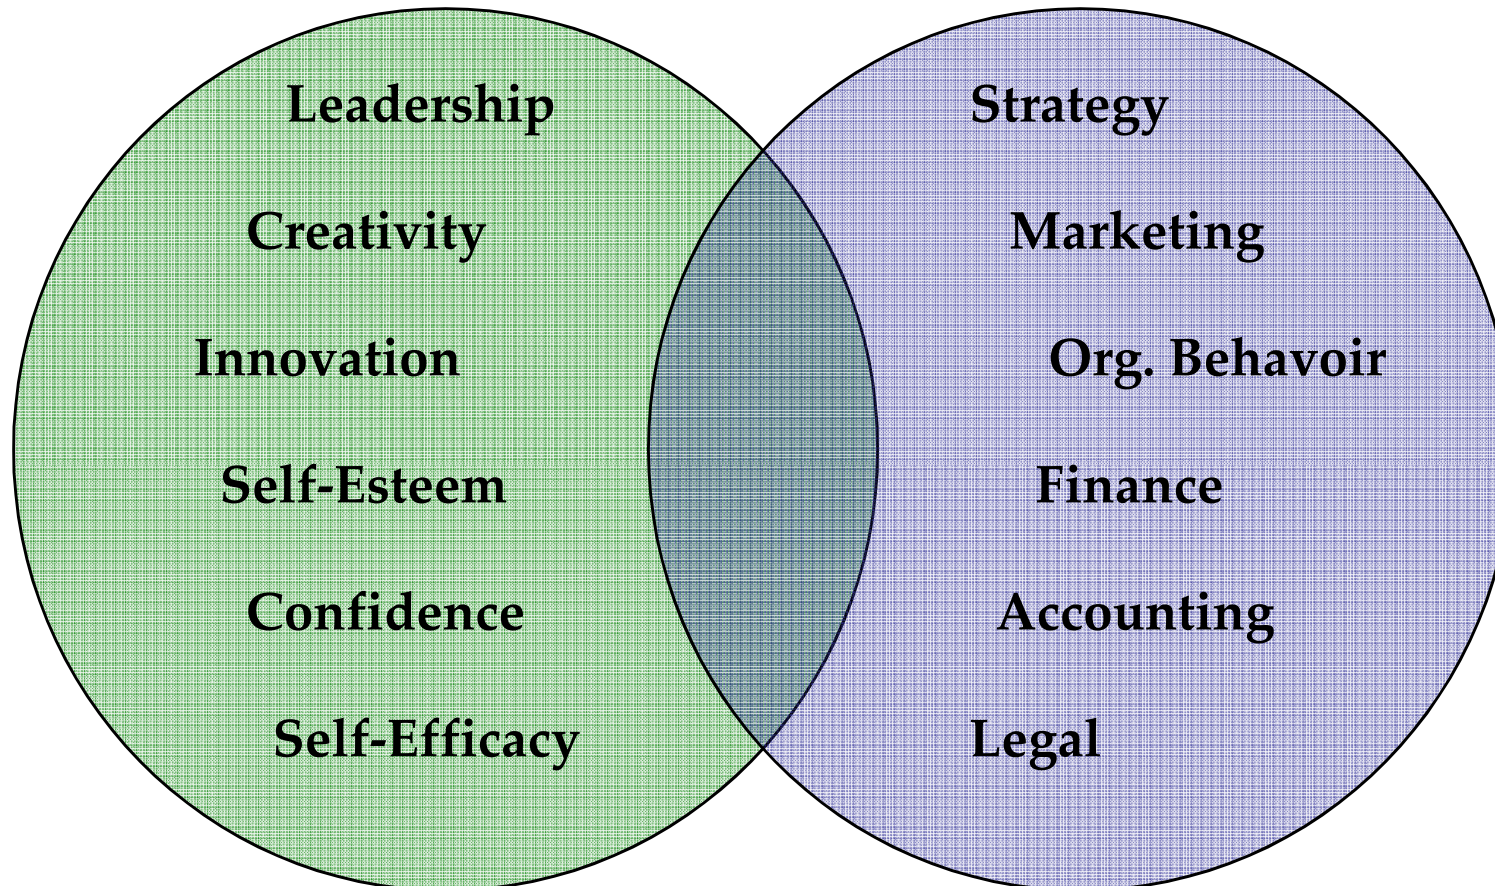 Leadership
Creativity
Innovation
Self-Esteem
Confidence
Self-Efficacy
Strategy
Marketing
Org. Behavoir
Finance
Accounting
Legal